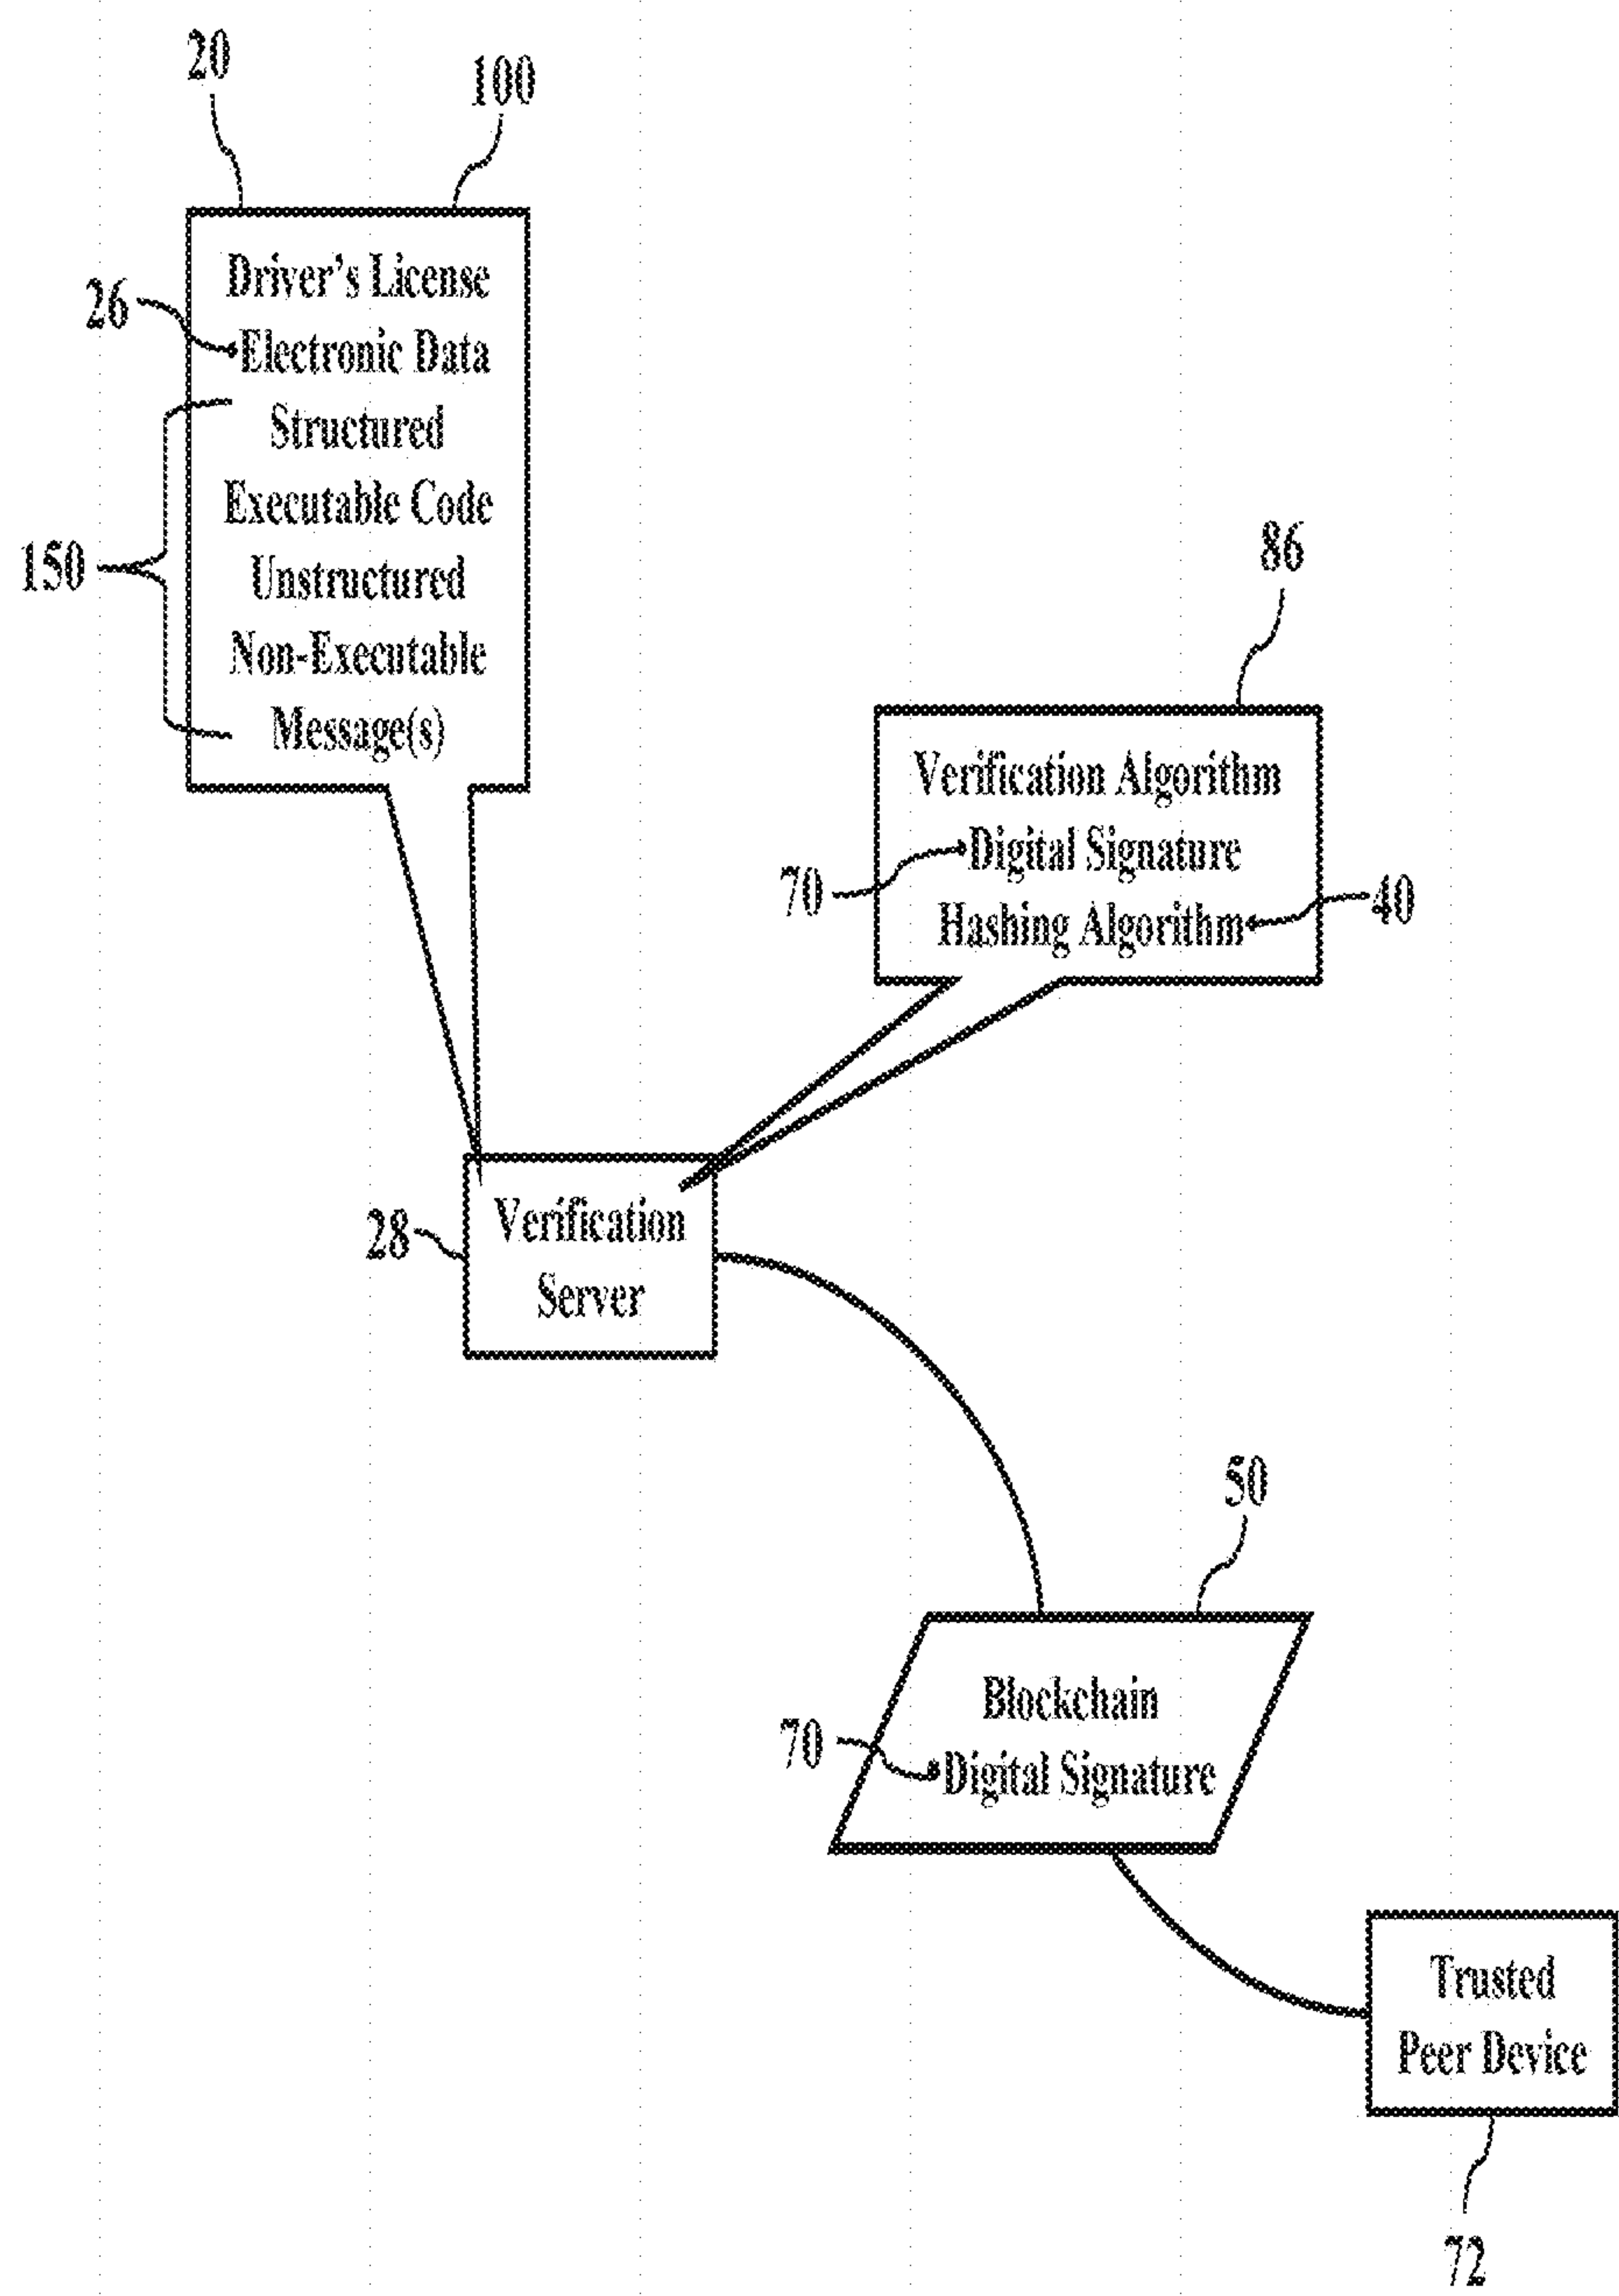 20
100
Driver's License
26
Electronic Data
Structured
Executable Code
150
Unstructured
Non-Executable
Message(s)
86
Verification Algorithm
70
Digital Signature
Hashing Algorithm
40
28
Verification
Server
50
Blockchain
70
Digital Signature
Trusted
Peer Device
72